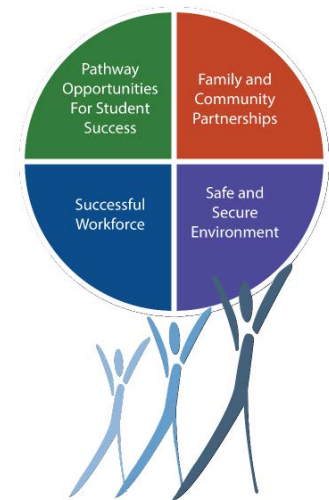 Pathway
Opportunities
For Student
Success
Family and
Community
Partnerships
Successful
Workforce
Safe and
Secure
Environment